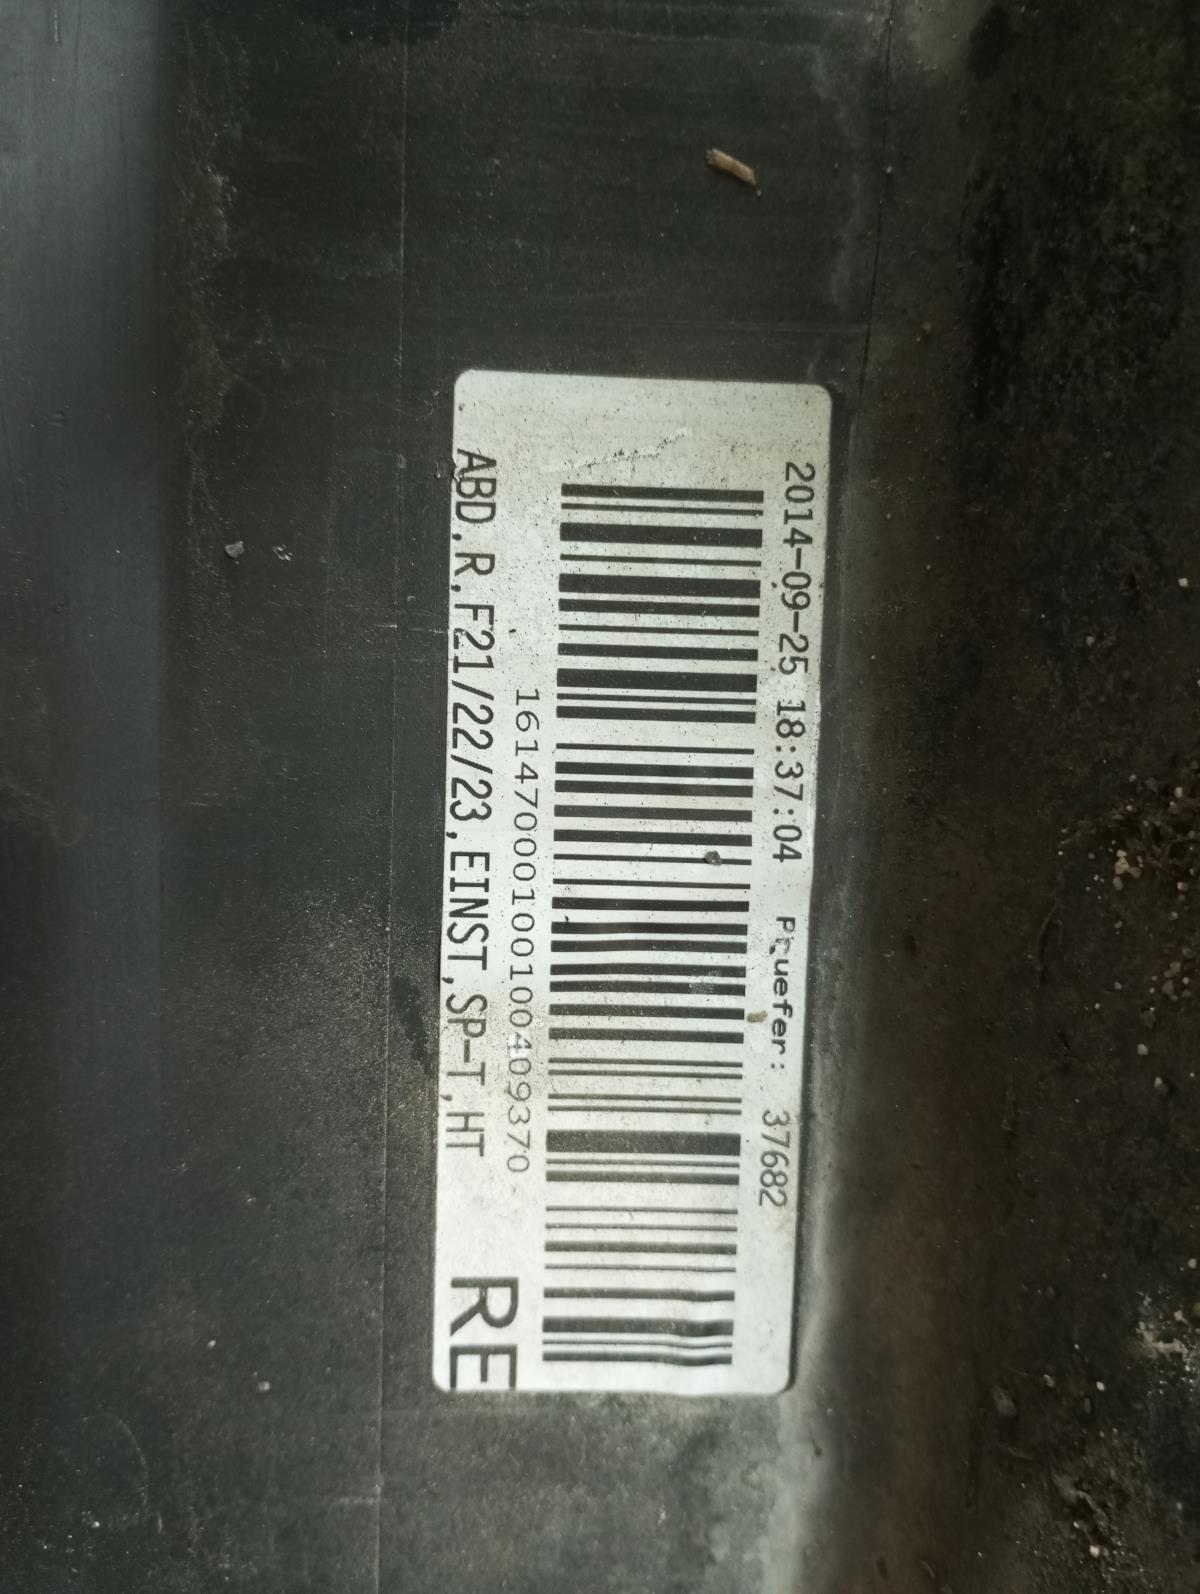 2014-09-25 18:37:04 Pruefer: 37682
16147000100100409370
ABD,R,F21/22/23,EINST,SP-T,HT
RE